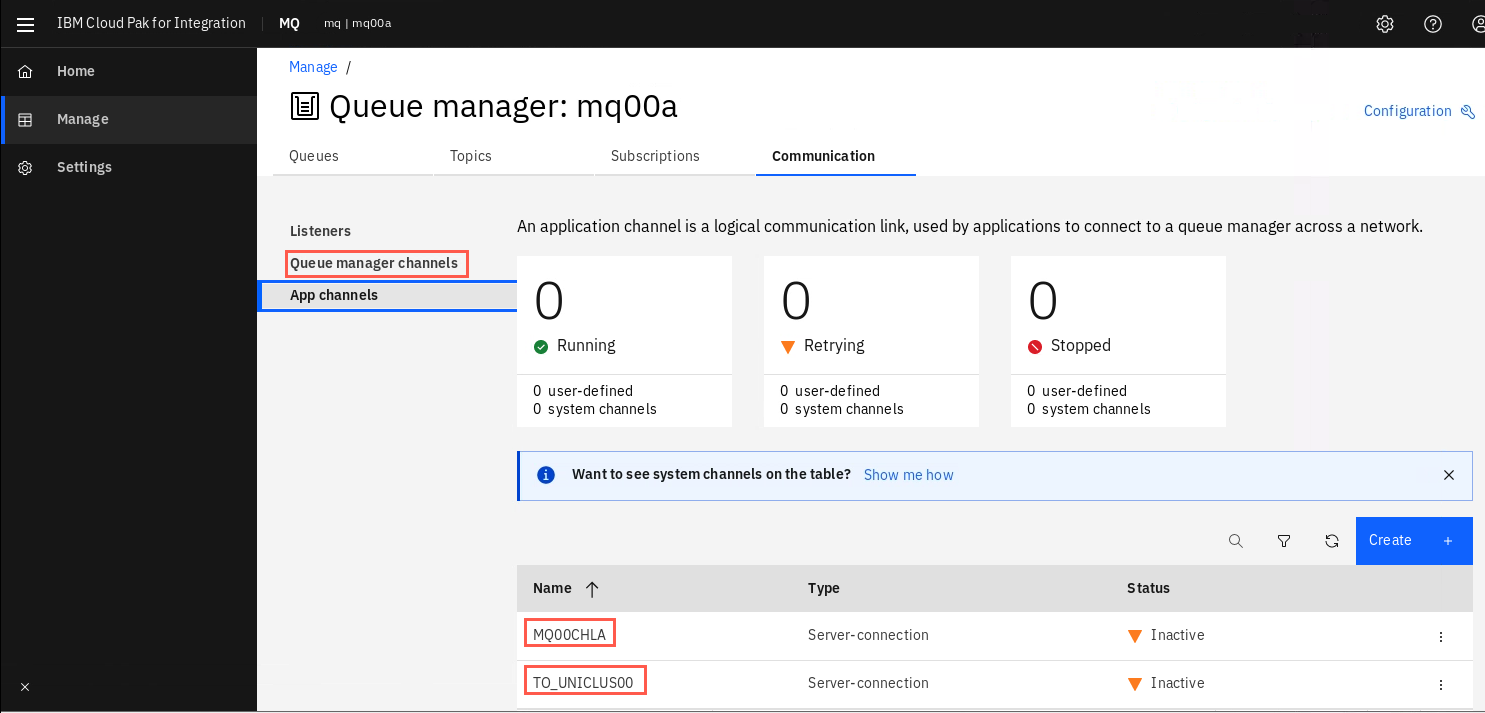 IBM Cloud Pak for Integration | MQ mq | mq00a
Home
Manage
Settings
Manage /
Queue manager: mq00a
Configuration
Queues Topics Subscriptions Communication
Listeners
Queue manager channels
App channels
An application channel is a logical communication link, used by applications to connect to a queue manager across a network.
0 0 0
Running Retrying Stopped
0 user-defined 0 user-defined 0 user-defined
0 system channels 0 system channels 0 system channels
Want to see system channels on the table? Show me how
Create +
Name Type Status
MQ00CHLA Server-connection Inactive
TO_UNICLUS00 Server-connection Inactive